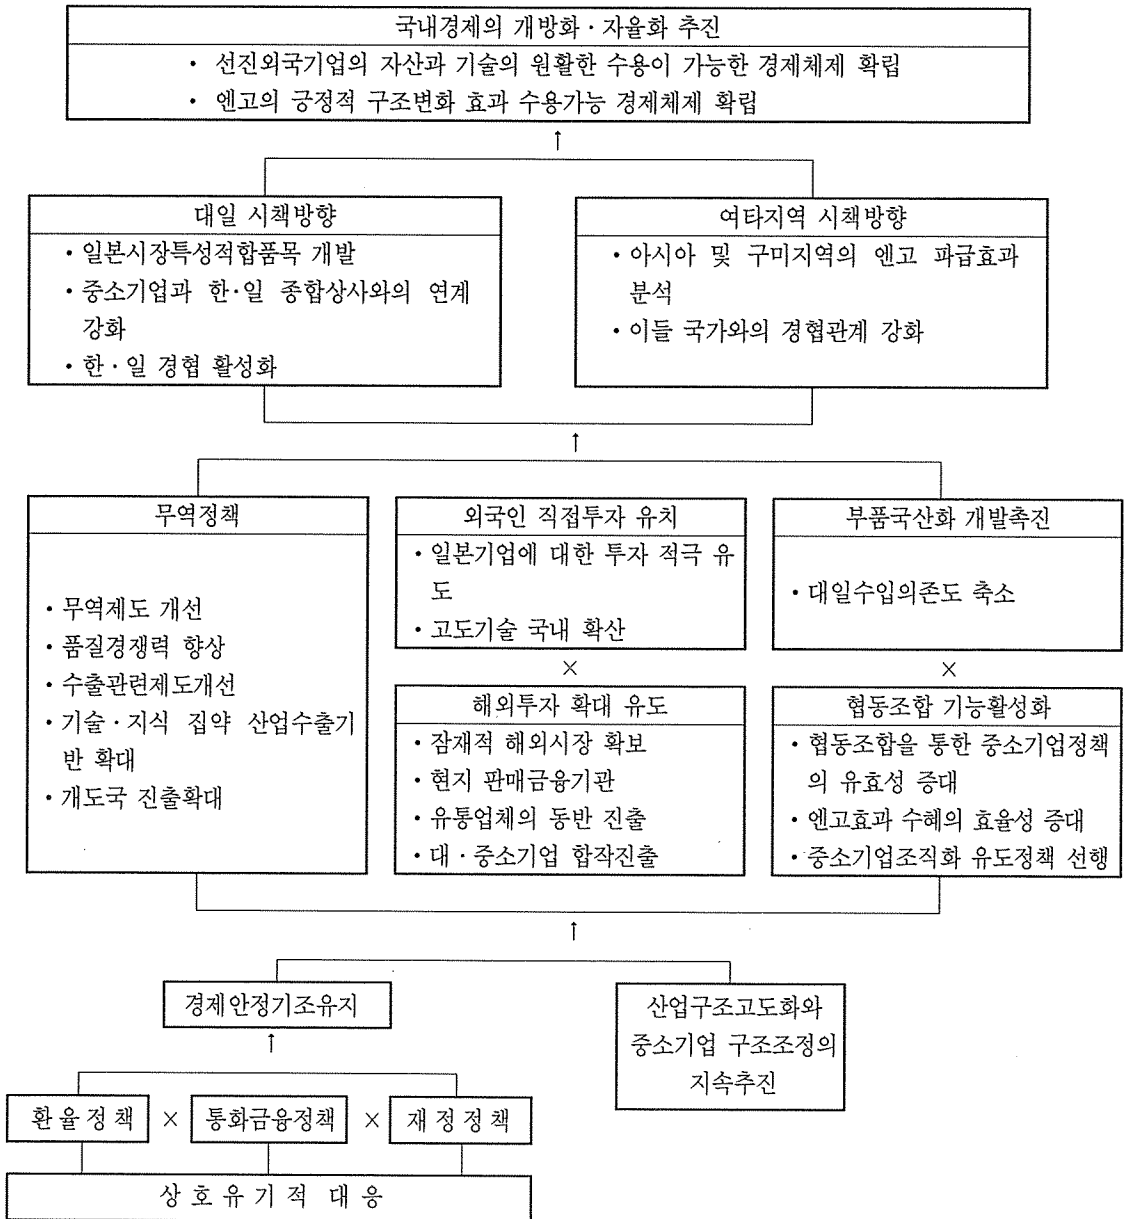 국내경제의 개방화·자율화 추진
• 선진외국기업의 자산과 기술의 원활한 수용이 가능한 경제체제 확립
• 엔고의 긍정적 구조변화 효과 수용가능 경제체제 확립
↑
대일 시책방향
• 일본시장특성적합품목 개발
• 중소기업과 한·일 종합상사와의 연계
강화
• 한·일 경협 활성화
여타지역 시책방향
• 아시아 및 구미지역의 엔고 파급효과
분석
• 이들 국가와의 경협관계 강화
↑
무역정책
• 무역제도 개선
• 품질경쟁력 향상
• 수출관련제도개선
• 기술·지식 집약 산업수출기
반 확대
• 개도국 진출확대
외국인 직접투자 유치
• 일본기업에 대한 투자 적극 유
도
• 고도기술 국내 확산
×
해외투자 확대 유도
• 잠재적 해외시장 확보
• 현지 판매금융기관
• 유통업체의 동반 진출
• 대·중소기업 합작진출
부품국산화 개발촉진
• 대일수입의존도 축소
×
협동조합 기능활성화
• 협동조합을 통한 중소기업정책
의 유효성 증대
• 엔고효과 수혜의 효율성 증대
• 중소기업조직화 유도정책 선행
↑
경제안정기조유지
산업구조고도화와
중소기업 구조조정의
지속추진
↑
환율정책 × 통화금융정책 × 재정정책
상호유기적 대응